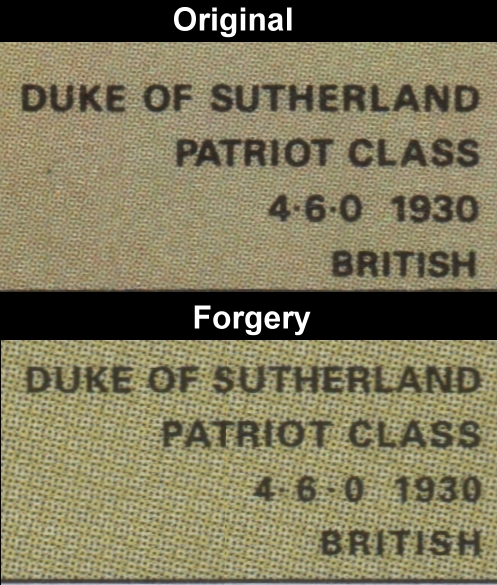 Original
DUKE OF SUTHERLAND
PATRIOT CLASS
4·6·0 1930
BRITISH
Forgery
DUKE OF SUTHERLAND
PATRIOT CLASS
4·6·0 1930
BRITISH